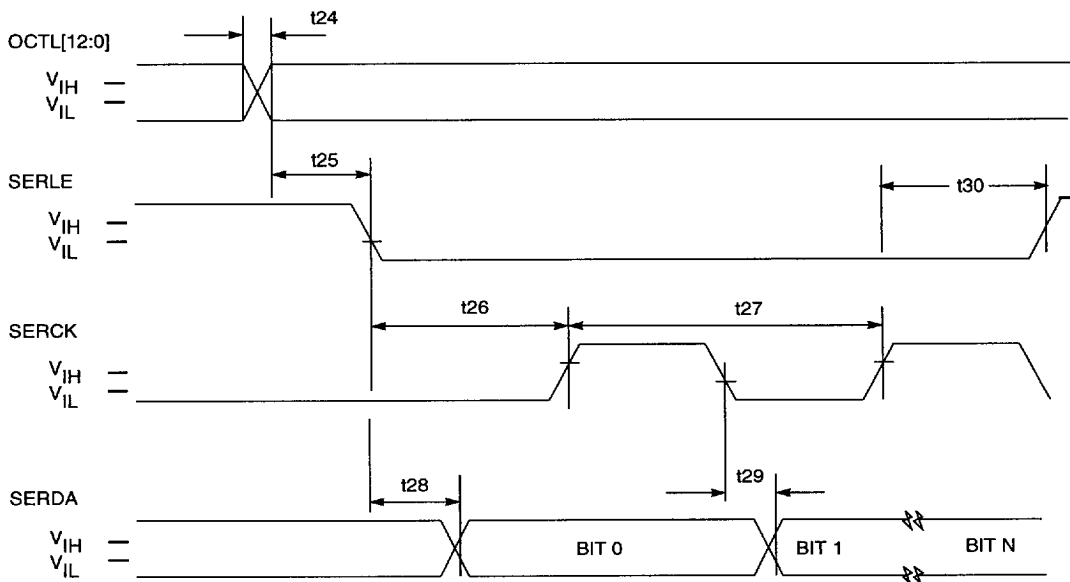 t24
OCTL[12:0]
VIH
VIL
t25
SERLE
t30
VIH
VIL
t26
t27
SERCK
VIH
VIL
t28
t29
SERDA
VIH
VIL
BIT 0
BIT 1
BIT N